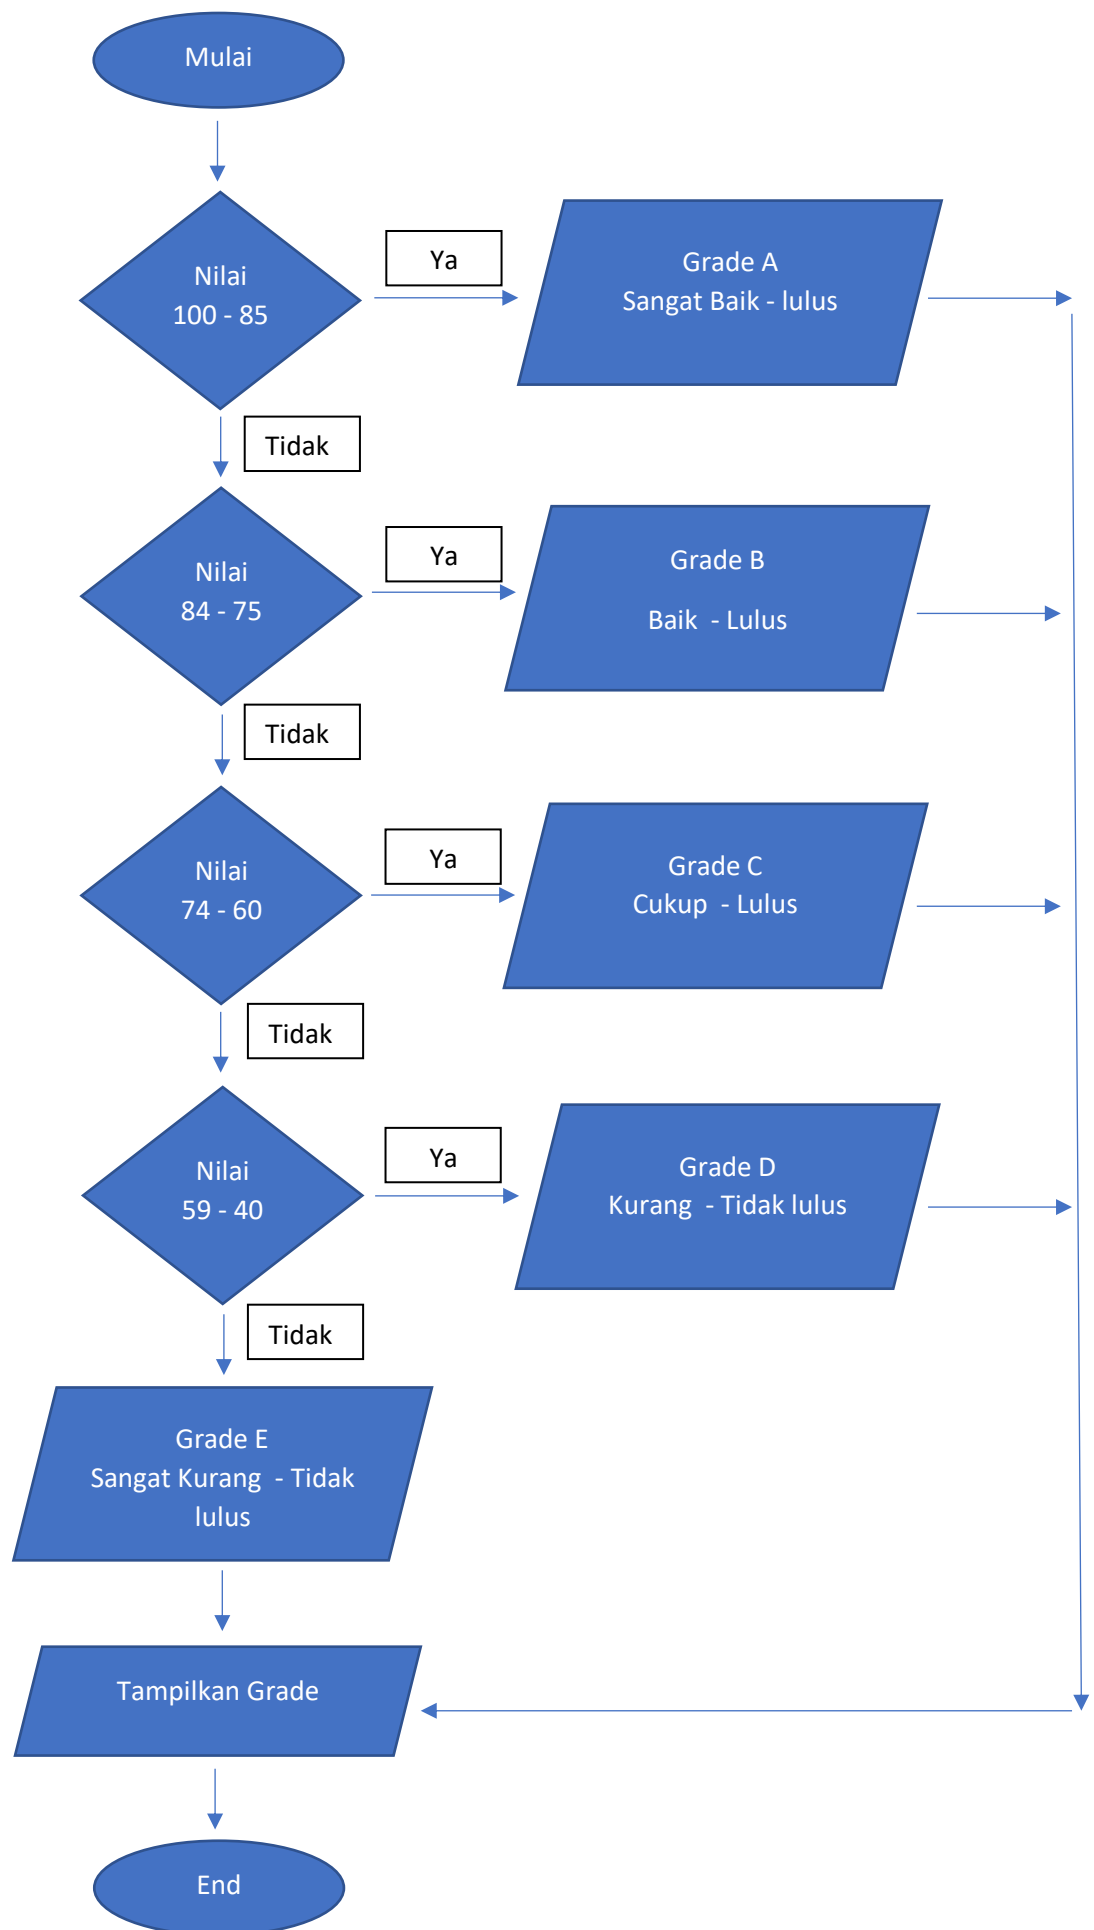 Mulai
Nilai
100 - 85
Ya
Grade A
Sangat Baik - lulus
Tidak
Nilai
84 - 75
Ya
Grade B
Baik  - Lulus
Tidak
Nilai
74 - 60
Ya
Grade C
Cukup  - Lulus
Tidak
Nilai
59 - 40
Ya
Grade D
Kurang  - Tidak lulus
Tidak
Grade E
Sangat Kurang  - Tidak
lulus
Tampilkan Grade
End